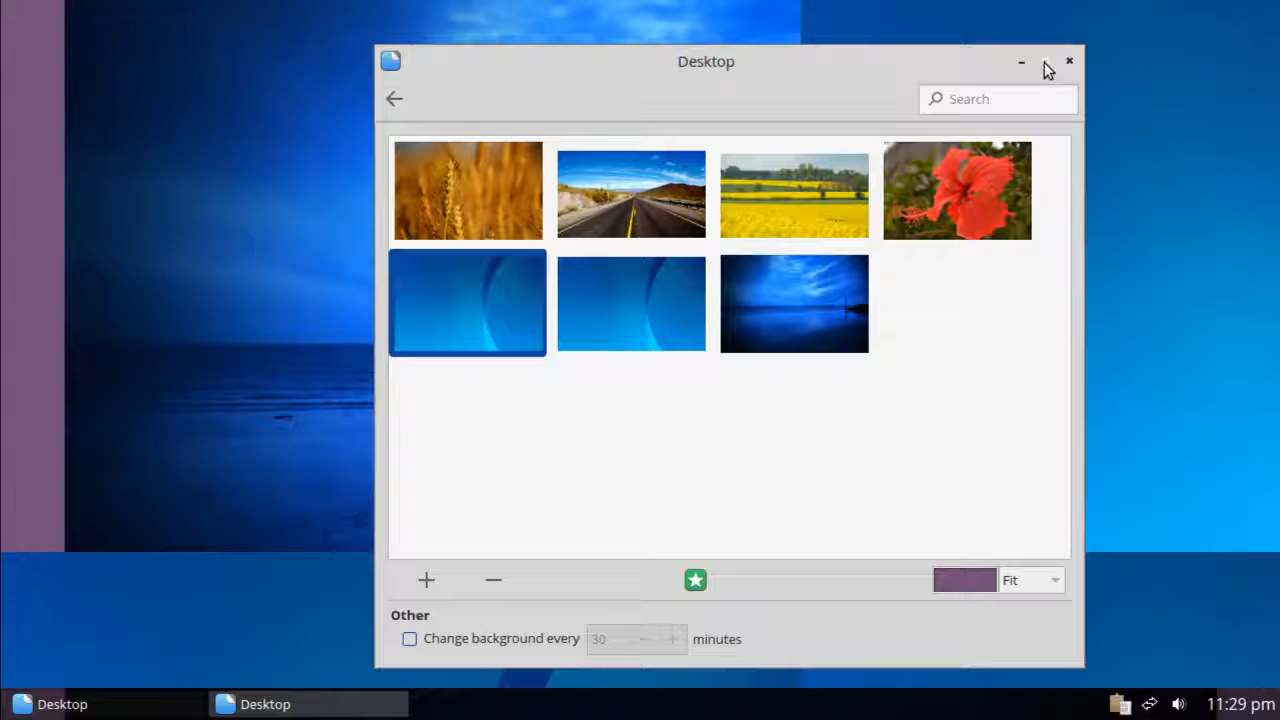 Desktop
Search
Fit
Other
Change background every 30 minutes
Desktop
Desktop
11:29 pm